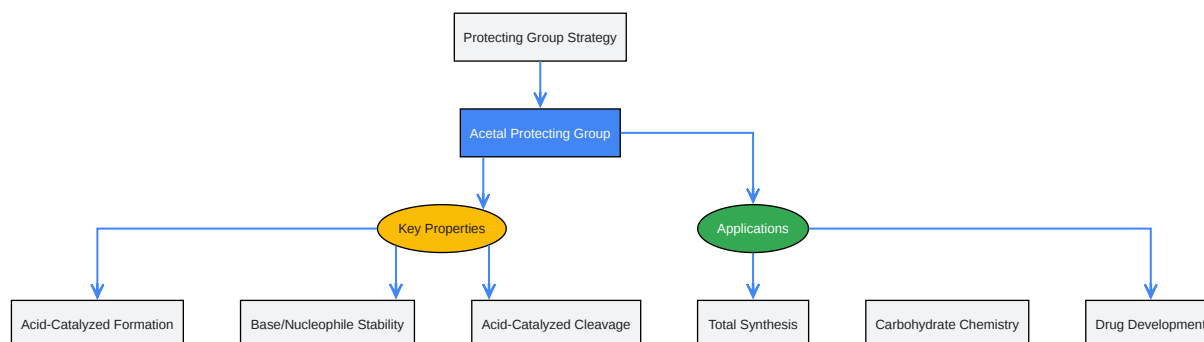 Protecting Group Strategy
Acetal Protecting Group
Key Properties
Applications
Acid-Catalyzed Formation
Base/Nucleophile Stability
Acid-Catalyzed Cleavage
Total Synthesis
Carbohydrate Chemistry
Drug Development